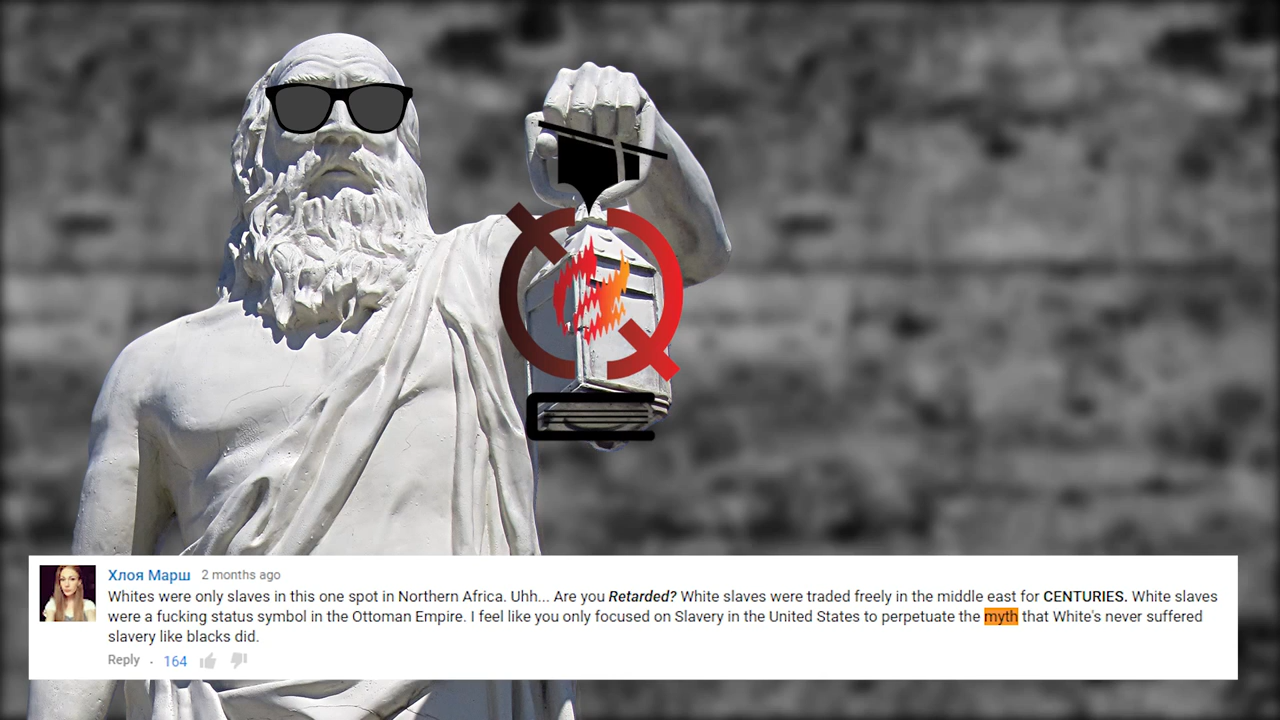 Хлоя Марш 2 months ago
Whites were only slaves in this one spot in Northern Africa. Uhh... Are you Retarded? White slaves were traded freely in the middle east for CENTURIES. White slaves
were a fucking status symbol in the Ottoman Empire. I feel like you only focused on Slavery in the United States to perpetuate the myth that White's never suffered
slavery like blacks did.
Reply · 164